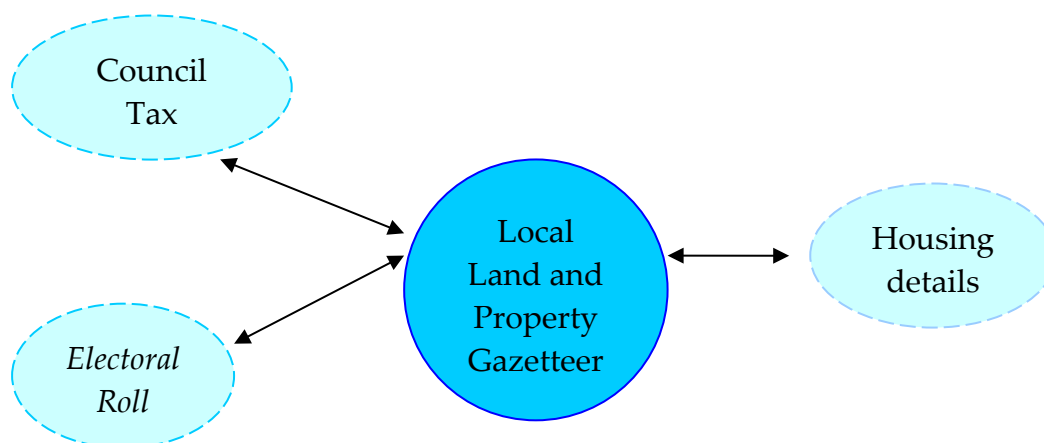 Council
Tax
Local
Land and
Property
Gazetteer
Housing
details
Electoral
Roll